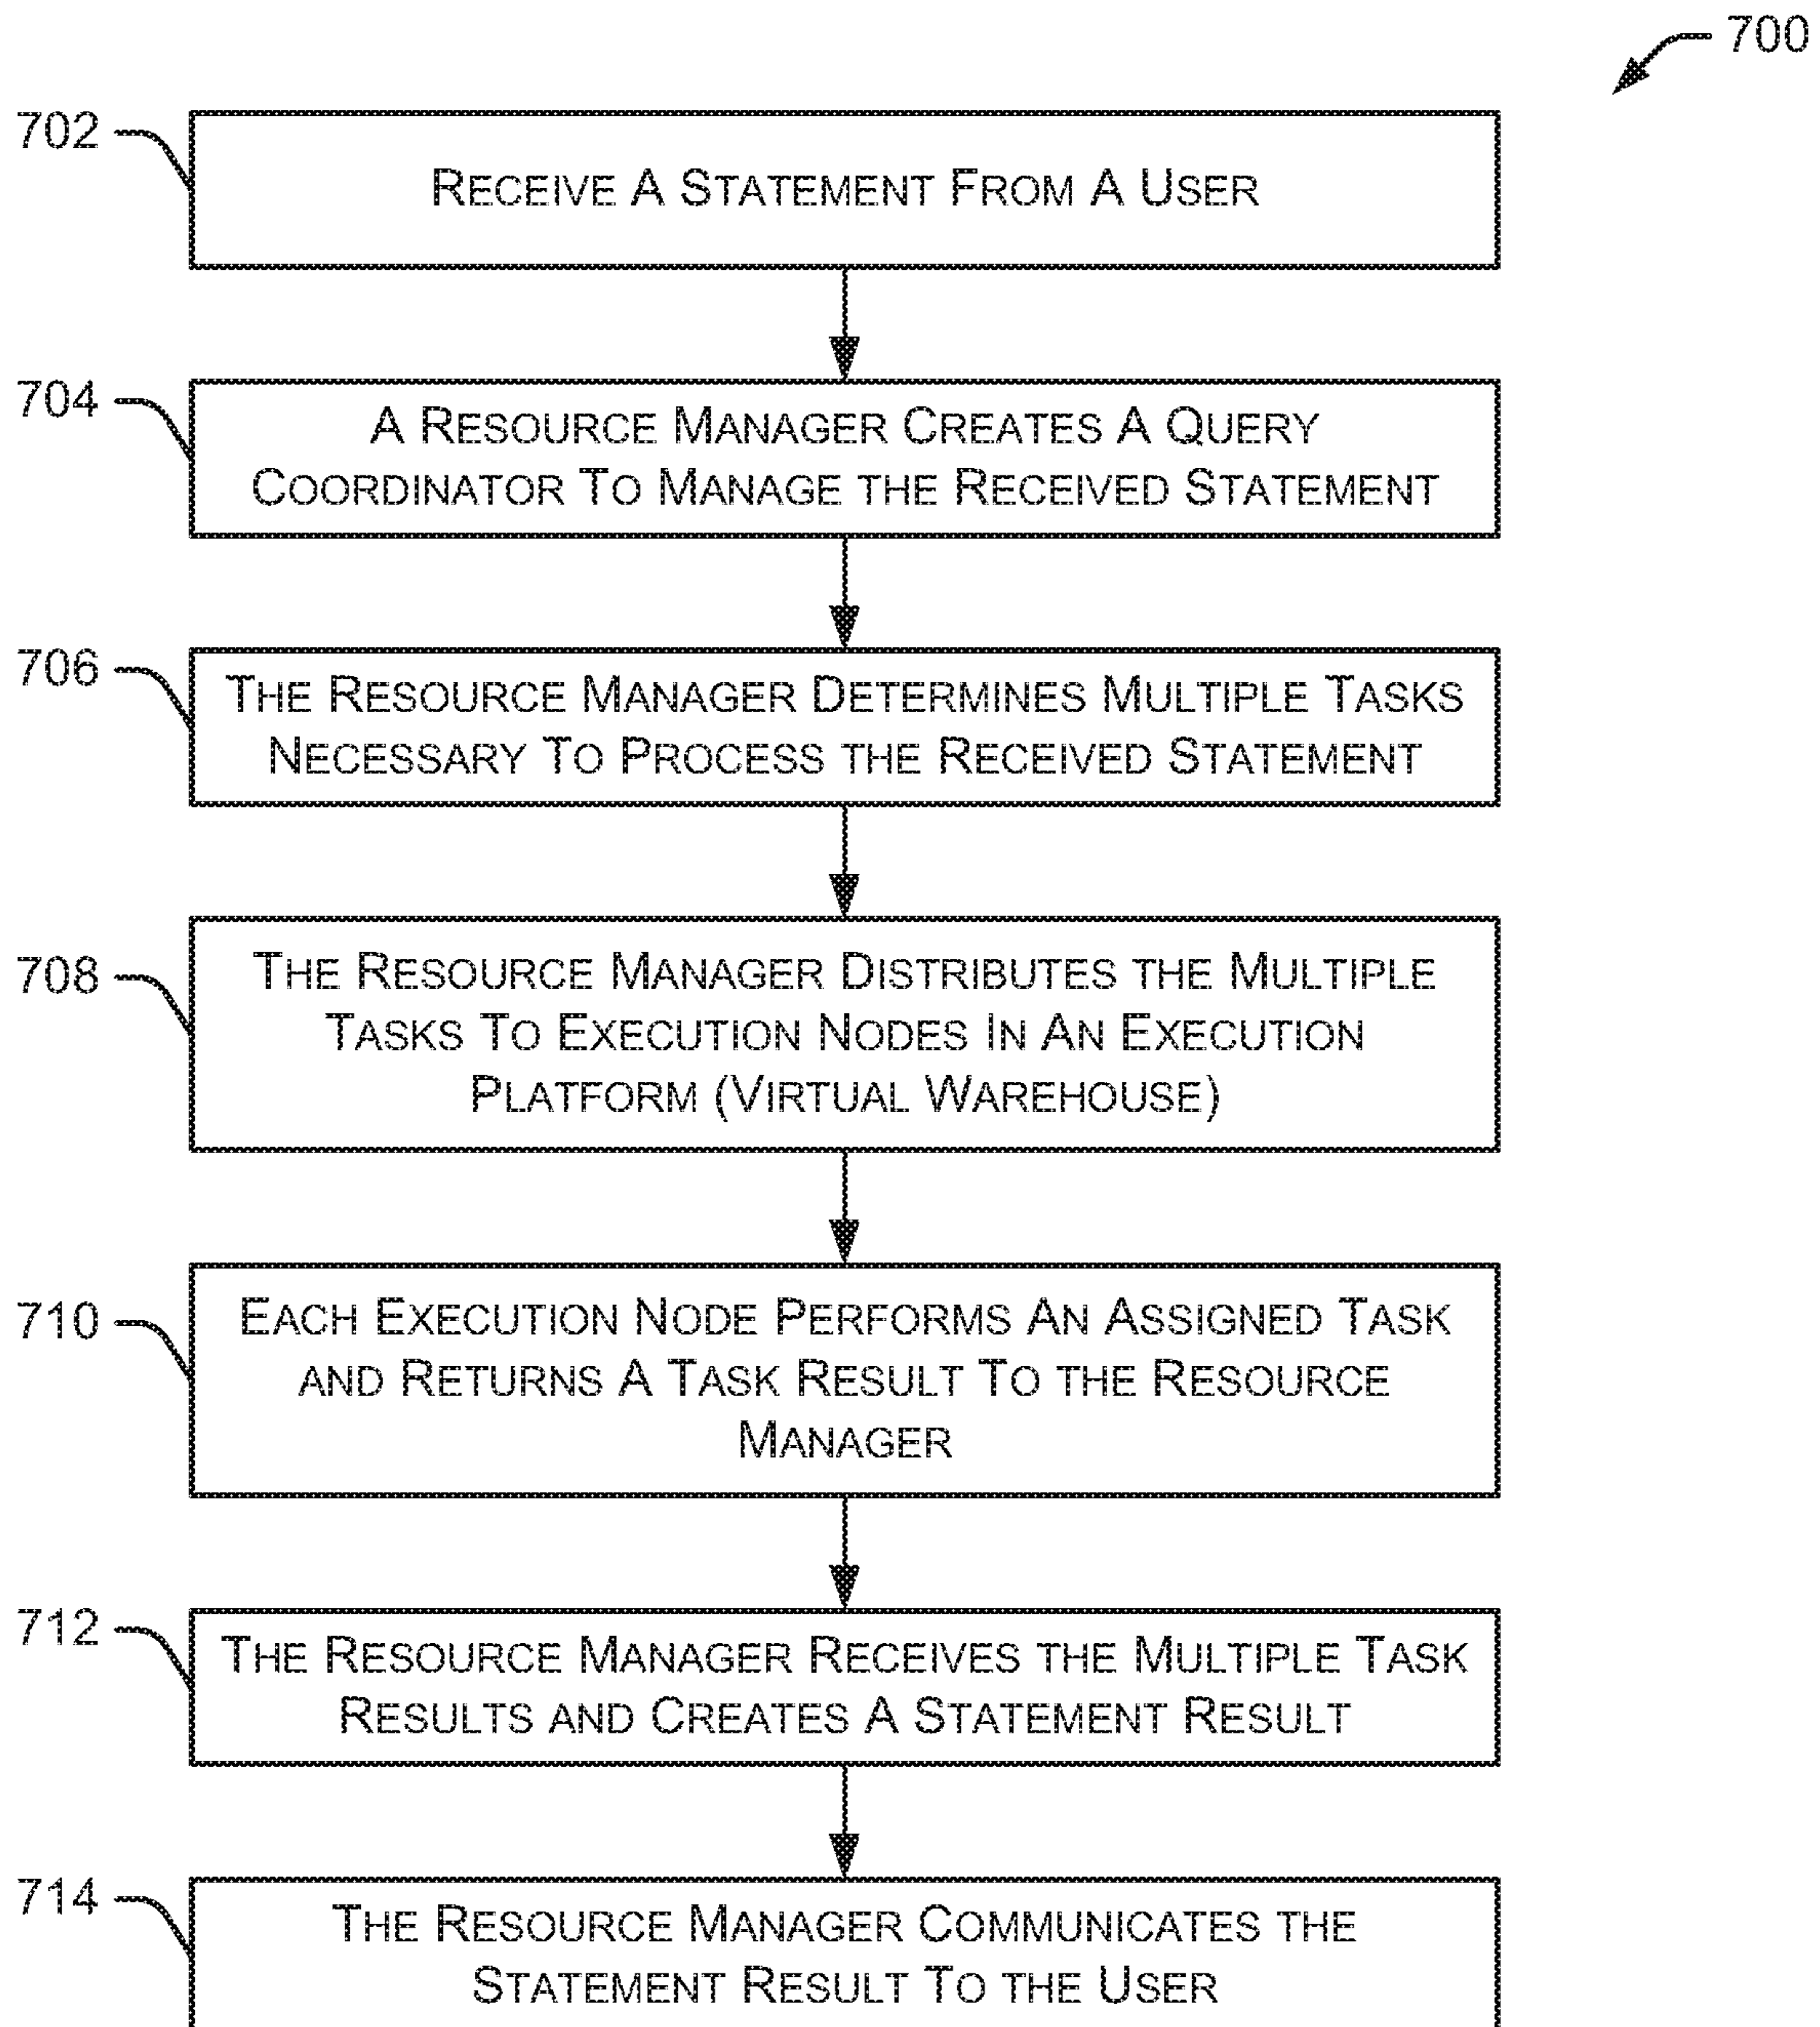 700
702
RECEIVE A STATEMENT FROM A USER
704
A RESOURCE MANAGER CREATES A QUERY
COORDINATOR TO MANAGE THE RECEIVED STATEMENT
706
THE RESOURCE MANAGER DETERMINES MULTIPLE TASKS
NECESSARY TO PROCESS THE RECEIVED STATEMENT
708
THE RESOURCE MANAGER DISTRIBUTES THE MULTIPLE
TASKS TO EXECUTION NODES IN AN EXECUTION
PLATFORM (VIRTUAL WAREHOUSE)
710
EACH EXECUTION NODE PERFORMS AN ASSIGNED TASK
AND RETURNS A TASK RESULT TO THE RESOURCE
MANAGER
712
THE RESOURCE MANAGER RECEIVES THE MULTIPLE TASK
RESULTS AND CREATES A STATEMENT RESULT
714
THE RESOURCE MANAGER COMMUNICATES THE
STATEMENT RESULT TO THE USER